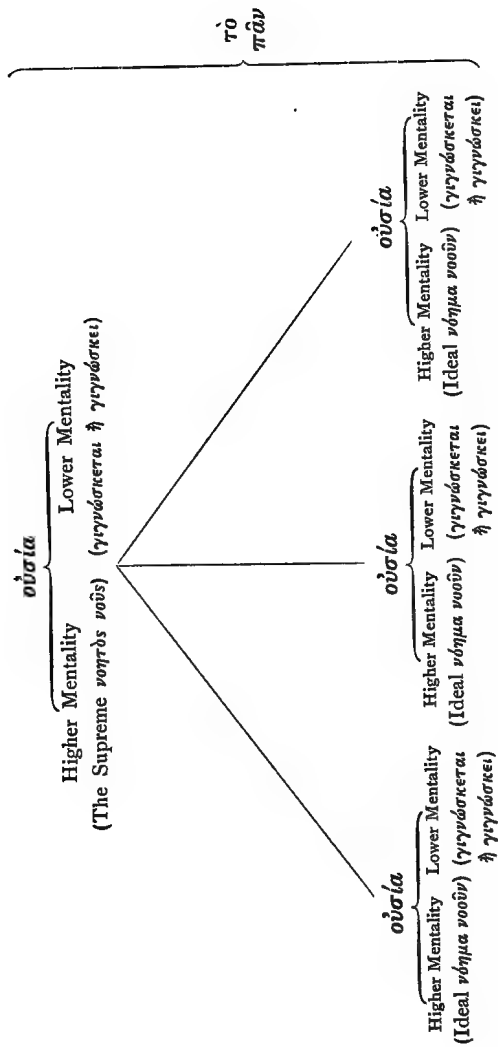 οὐσία
Higher Mentality Lower Mentality
(The Supreme νοητὸς νοῦς) (γιγνώσκεται ἢ γιγνώσκει)
οὐσία
Higher Mentality Lower Mentality
(Ideal νόημα νοοῦν) (γιγνώσκεται
ἢ γιγνώσκει)
οὐσία
Higher Mentality Lower Mentality
(Ideal νόημα νοοῦν) (γιγνώσκεται
ἢ γιγνώσκει)
οὐσία
Higher Mentality Lower Mentality
(Ideal νόημα νοοῦν) (γιγνώσκεται
ἢ γιγνώσκει)
τὸ
πᾶν